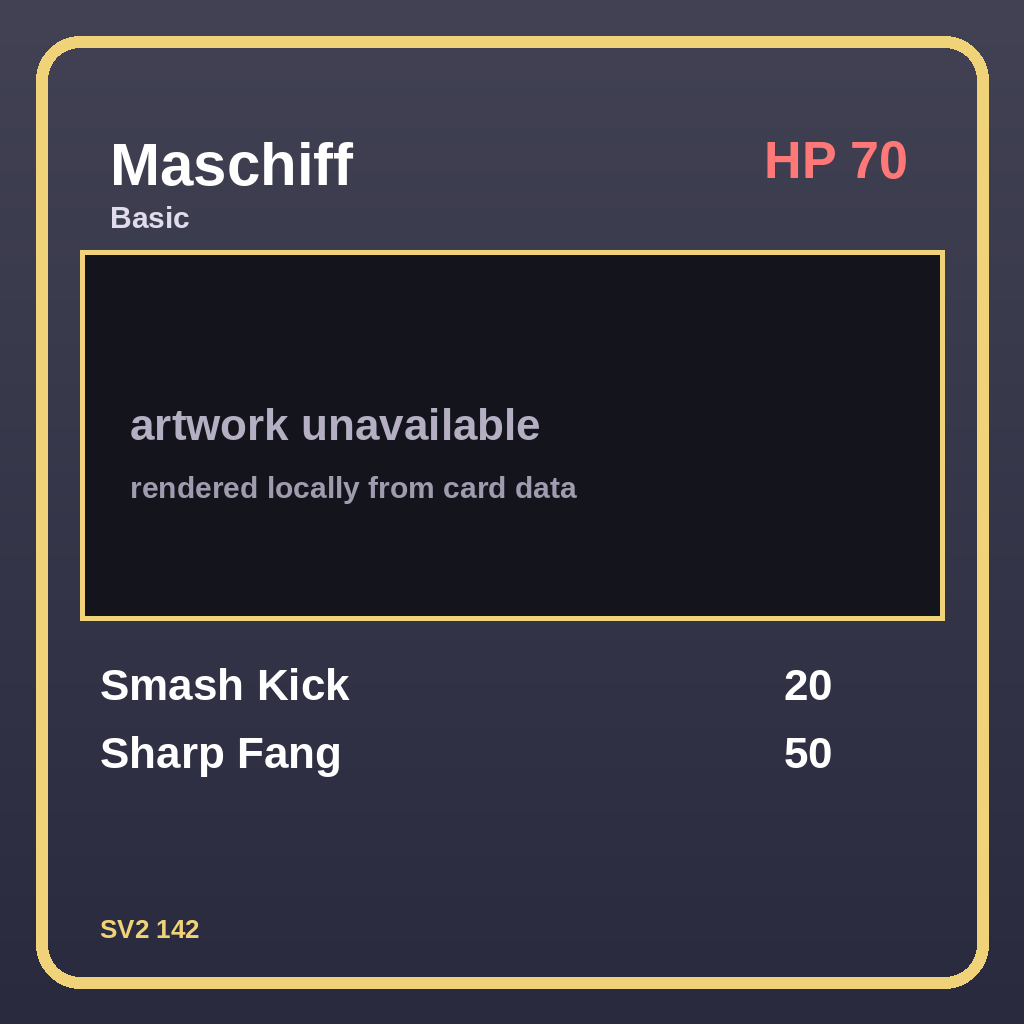 Maschiff
HP 70
Basic
artwork unavailable
rendered locally from card data
Smash Kick 20
Sharp Fang 50
SV2 142